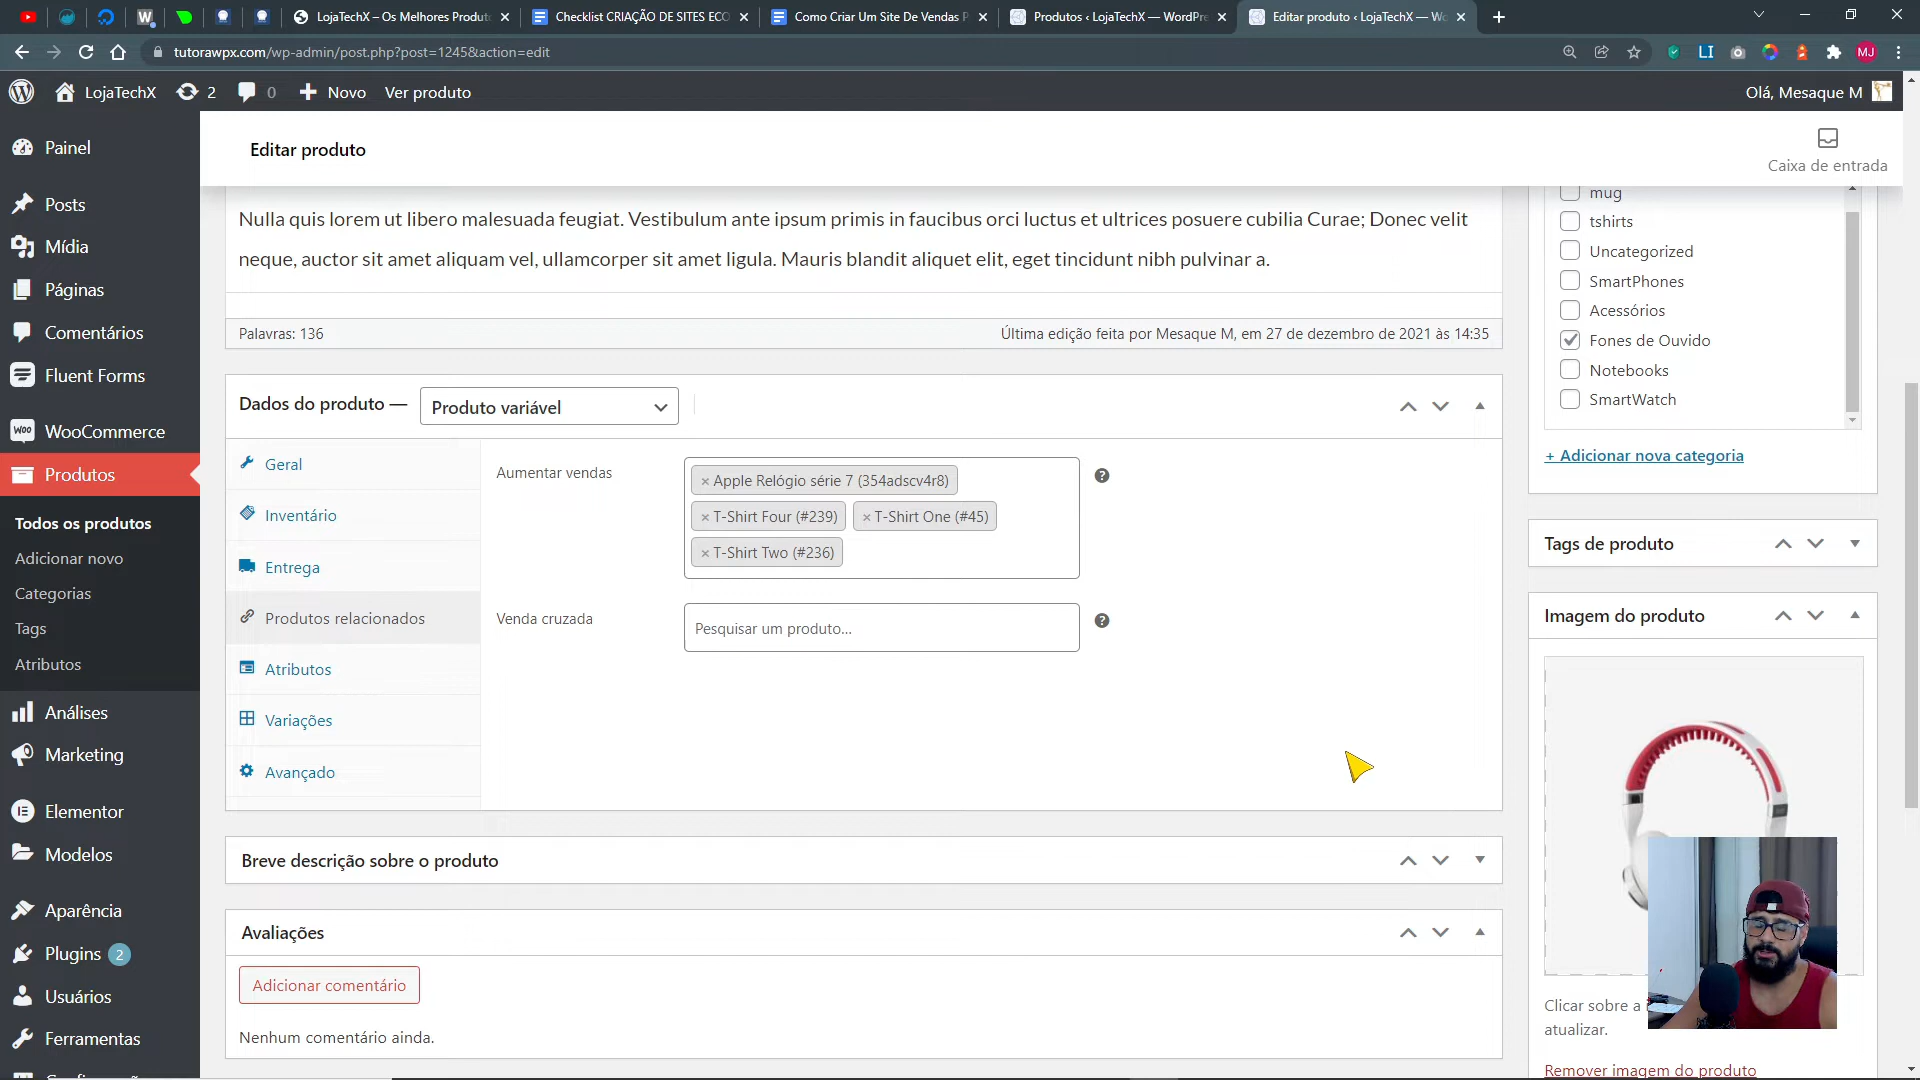 LojaTechX – Os Melhores Produt
Checklist CRIAÇÃO DE SITES ECO
Como Criar Um Site De Vendas P
Produtos ‹ LojaTechX — WordPre
Editar produto ‹ LojaTechX — Wo
tutorawpx.com/wp-admin/post.php?post=1245&action=edit
LI
MJ
LojaTechX
2
0
Novo
Ver produto
Olá, Mesaque M
Painel
Posts
Mídia
Páginas
Comentários
Fluent Forms
WooCommerce
Produtos
Todos os produtos
Adicionar novo
Categorias
Tags
Atributos
Análises
Marketing
Elementor
Modelos
Aparência
Plugins 2
Usuários
Ferramentas
Editar produto
Caixa de entrada
Nulla quis lorem ut libero malesuada feugiat. Vestibulum ante ipsum primis in faucibus orci luctus et ultrices posuere cubilia Curae; Donec velit
neque, auctor sit amet aliquam vel, ullamcorper sit amet ligula. Mauris blandit aliquet elit, eget tincidunt nibh pulvinar a.
Palavras: 136
Última edição feita por Mesaque M, em 27 de dezembro de 2021 às 14:35
Dados do produto —
Produto variável
Geral
Inventário
Entrega
Produtos relacionados
Atributos
Variações
Avançado
Aumentar vendas
× Apple Relógio série 7 (354adscv4r8)
× T-Shirt Four (#239)
× T-Shirt One (#45)
× T-Shirt Two (#236)
Venda cruzada
Pesquisar um produto...
Breve descrição sobre o produto
Avaliações
Adicionar comentário
Nenhum comentário ainda.
mug
tshirts
Uncategorized
SmartPhones
Acessórios
Fones de Ouvido
Notebooks
SmartWatch
+ Adicionar nova categoria
Tags de produto
Imagem do produto
Clicar sobre a
atualizar.
Remover imagem do produto